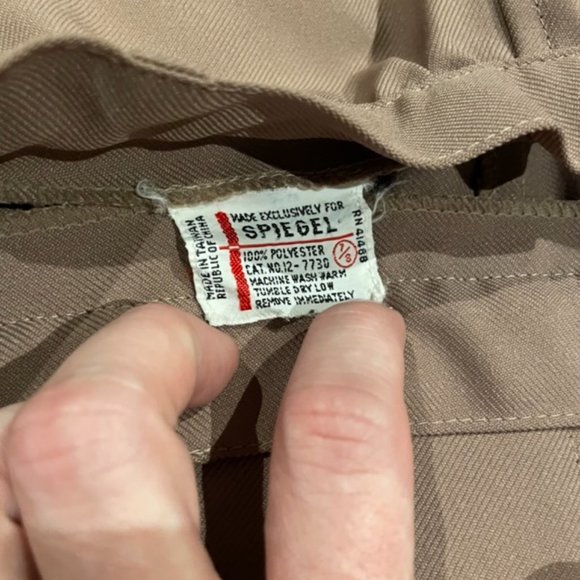 MADE IN TAIWAN
REPUBLIC OF CHINA
MADE EXCLUSIVELY FOR
SPIEGEL
100% POLYESTER
CAT. NO. 12-7730
MACHINE WASH WARM
TUMBLE DRY LOW
REMOVE IMMEDIATELY
RN 41468